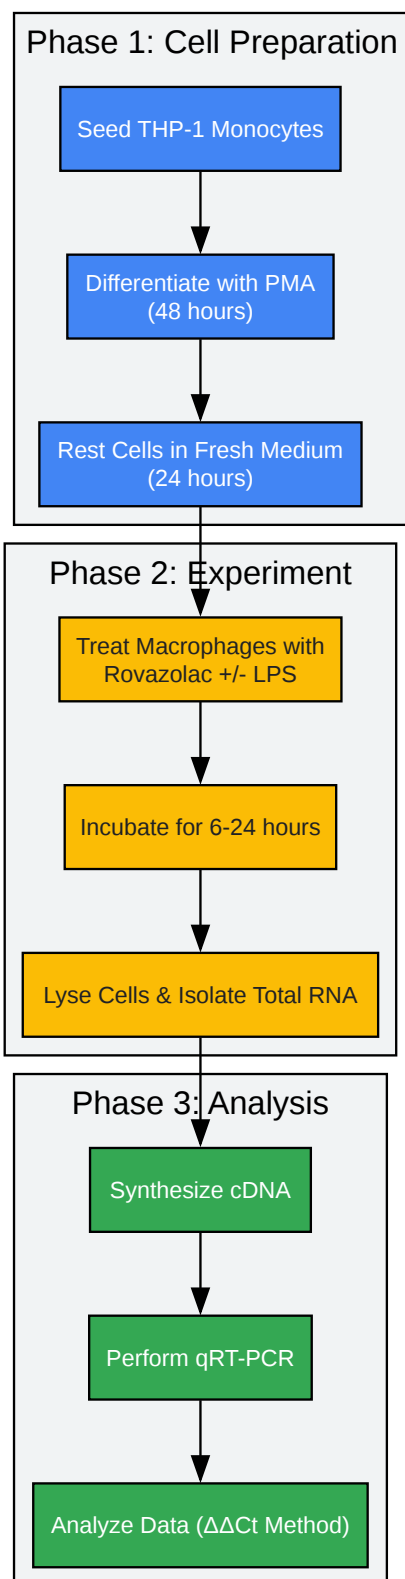 Phase 1: Cell Preparation
Seed THP-1 Monocytes
Differentiate with PMA
(48 hours)
Rest Cells in Fresh Medium
(24 hours)
Phase 2: Experiment
Treat Macrophages with
Rovazolac +/- LPS
Incubate for 6-24 hours
Lyse Cells & Isolate Total RNA
Phase 3: Analysis
Synthesize cDNA
Perform qRT-PCR
Analyze Data (ΔΔCt Method)